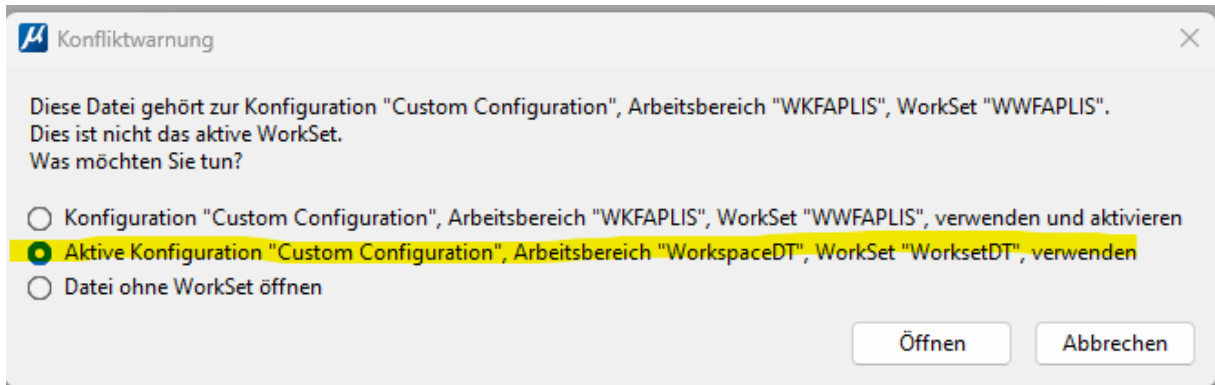 Konfliktwarnung
Diese Datei gehört zur Konfiguration "Custom Configuration", Arbeitsbereich "WKFAPLIS", WorkSet "WWFAPLIS".
Dies ist nicht das aktive WorkSet.
Was möchten Sie tun?
Konfiguration "Custom Configuration", Arbeitsbereich "WKFAPLIS", WorkSet "WWFAPLIS", verwenden und aktivieren
Aktive Konfiguration "Custom Configuration", Arbeitsbereich "WorkspaceDT", WorkSet "WorksetDT", verwenden
Datei ohne WorkSet öffnen
Öffnen Abbrechen